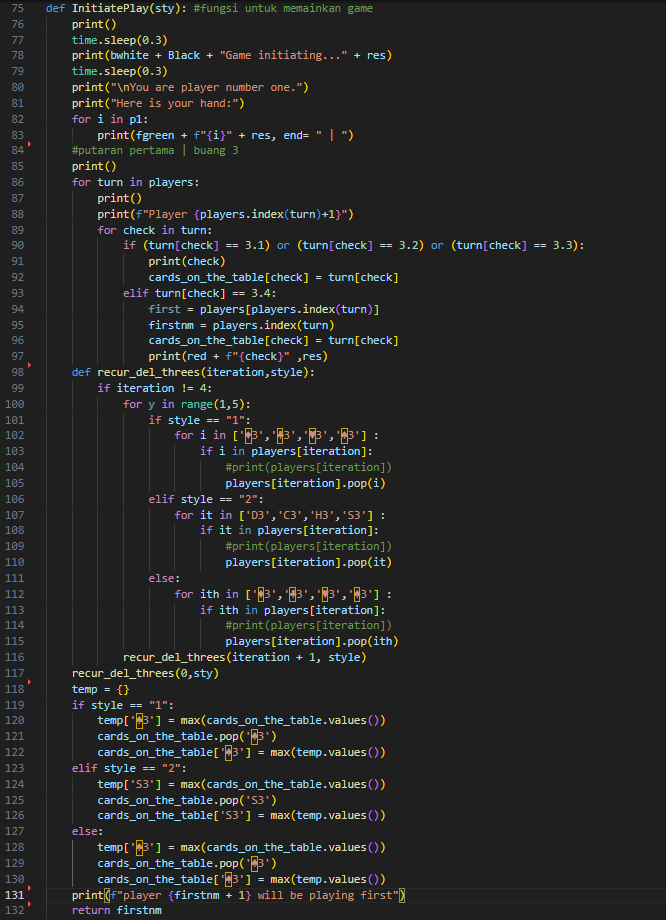 75 def InitiatePlay(sty): #fungsi untuk memainkan game
76 print()
77 time.sleep(0.3)
78 print(bwhite + Black + "Game initiating..." + res)
79 time.sleep(0.3)
80 print("\nYou are player number one.")
81 print("Here is your hand:")
82 for i in p1:
83 print(fgreen + f"{i}" + res, end= " | ")
84 #putaran pertama | buang 3
85 print()
86 for turn in players:
87 print()
88 print(f"Player {players.index(turn)+1}")
89 for check in turn:
90 if (turn[check] == 3.1) or (turn[check] == 3.2) or (turn[check] == 3.3):
91 print(check)
92 cards_on_the_table[check] = turn[check]
93 elif turn[check] == 3.4:
94 first = players[players.index(turn)]
95 firstnm = players.index(turn)
96 cards_on_the_table[check] = turn[check]
97 print(red + f"{check}" ,res)
98 def recur_del_threes(iteration,style):
99 if iteration != 4:
100 for y in range(1,5):
101 if style == "1":
102 for i in ['♦3','♣3','♥3','♠3'] :
103 if i in players[iteration]:
104 #print(players[iteration])
105 players[iteration].pop(i)
106 elif style == "2":
107 for it in ['D3','C3','H3','S3'] :
108 if it in players[iteration]:
109 #print(players[iteration])
110 players[iteration].pop(it)
111 else:
112 for ith in ['♦3','♣3','♥3','♠3'] :
113 if ith in players[iteration]:
114 #print(players[iteration])
115 players[iteration].pop(ith)
116 recur_del_threes(iteration + 1, style)
117 recur_del_threes(0,sty)
118 temp = {}
119 if style == "1":
120 temp['♠3'] = max(cards_on_the_table.values())
121 cards_on_the_table.pop('♠3')
122 cards_on_the_table['♠3'] = max(temp.values())
123 elif style == "2":
124 temp['S3'] = max(cards_on_the_table.values())
125 cards_on_the_table.pop('S3')
126 cards_on_the_table['S3'] = max(temp.values())
127 else:
128 temp['♠3'] = max(cards_on_the_table.values())
129 cards_on_the_table.pop('♠3')
130 cards_on_the_table['♠3'] = max(temp.values())
131 print(f"player {firstnm + 1} will be playing first")
132 return firstnm